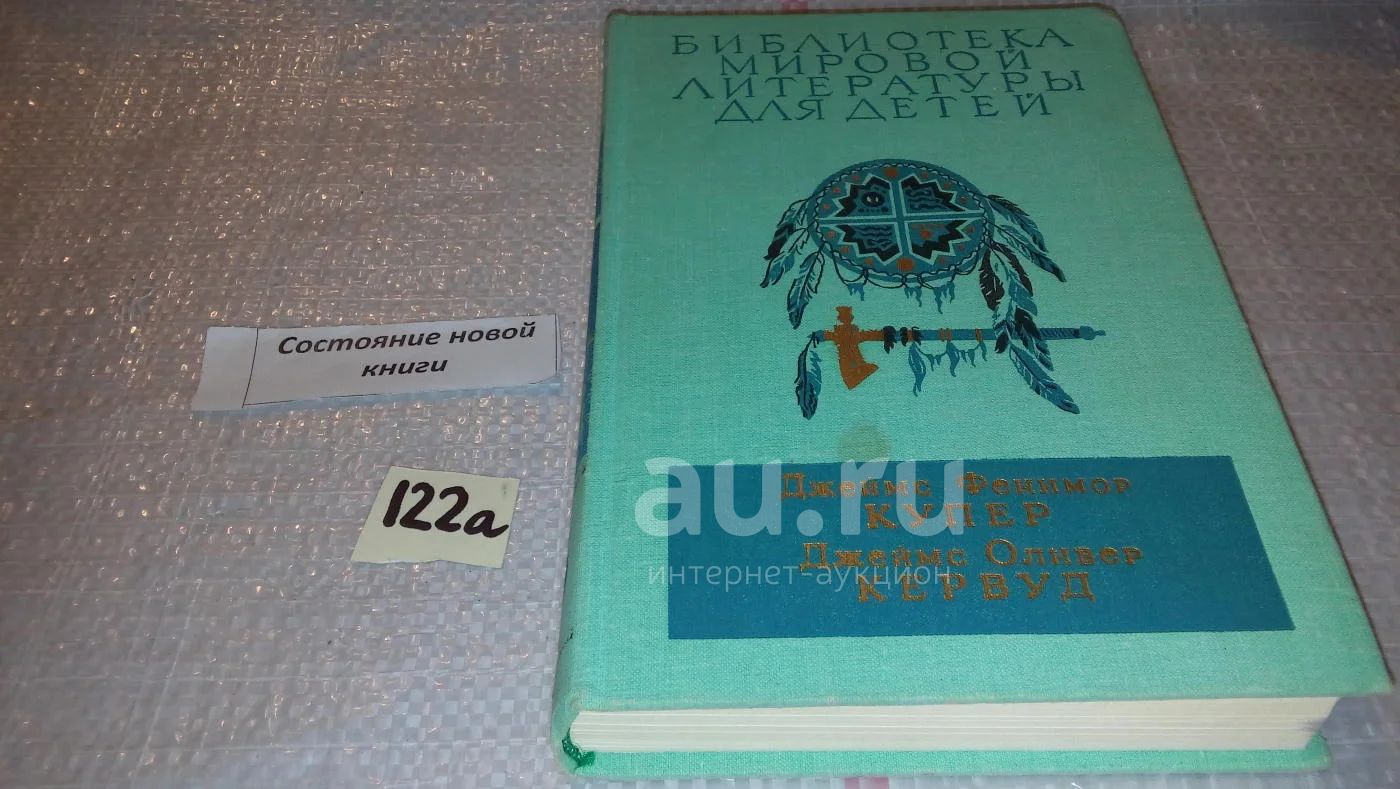 БИБЛИОТЕКА
МИРОВОЙ
ЛИТЕРАТУРЫ
ДЛЯ ДЕТЕЙ
Состояние новой
книги
122а
Джеймс Фенимор
КУПЕР
Джеймс Оливер
КЕРВУД
au.ru
интернет-аукцион